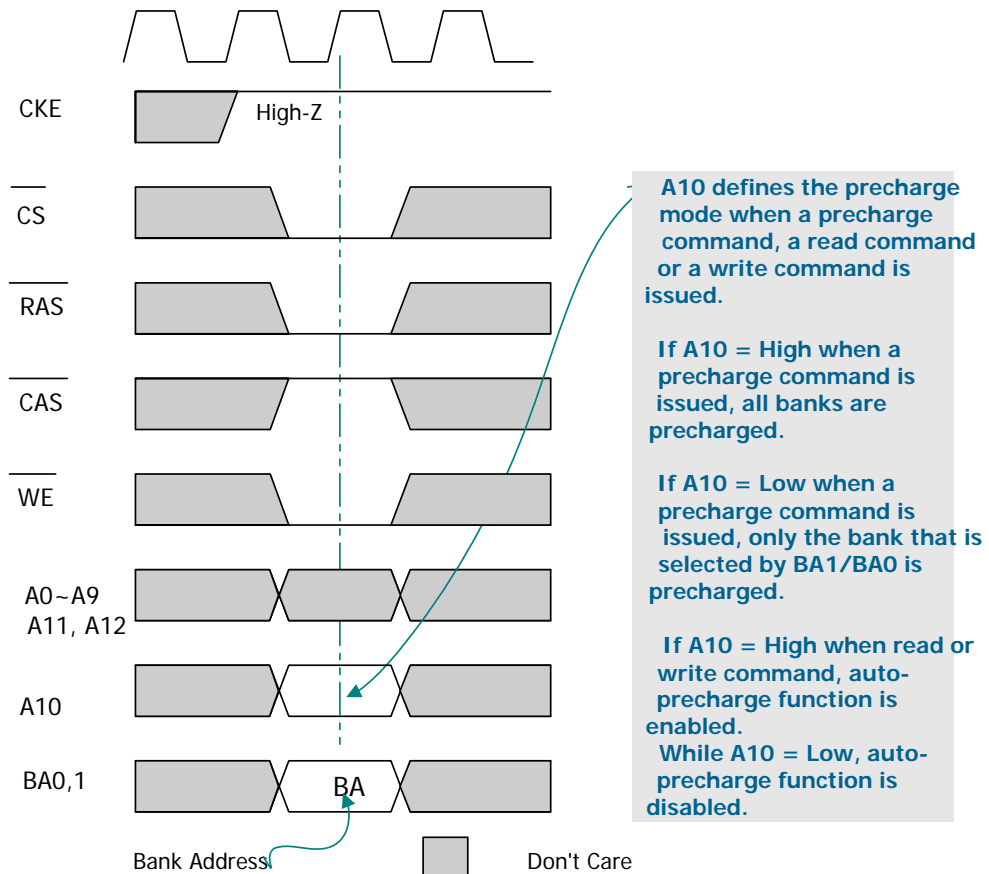 CKE
High-Z
CS
RAS
CAS
WE
A0~A9
A11, A12
A10
BA0,1
BA
Bank Address
Don't Care
A10 defines the precharge
mode when a precharge
command, a read command
or a write command is
issued.
If A10 = High when a
precharge command is
issued, all banks are
precharged.
If A10 = Low when a
precharge command is
issued, only the bank that is
selected by BA1/BA0 is
precharged.
If A10 = High when read or
write command, auto-
precharge function is
enabled.
While A10 = Low, auto-
precharge function is
disabled.